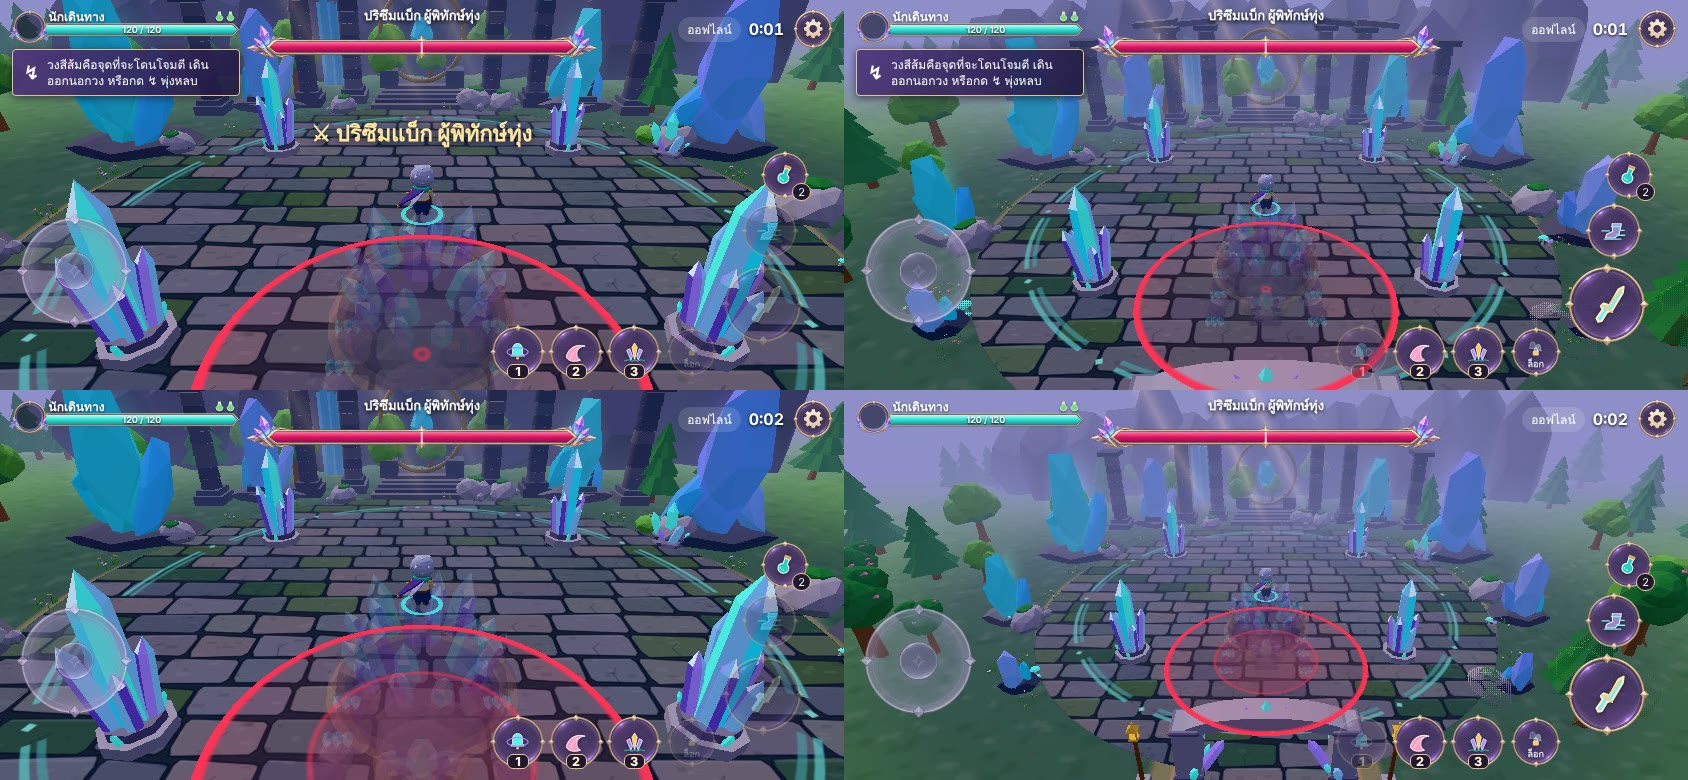 นักเดินทาง
120 / 120
ปริซึมแบ็ก ผู้พิทักษ์ทุ่ง
ออฟไลน์
0:01
วงสีส้มคือจุดที่จะโดนโจมตี เดิน
ออกนอกวง หรือกด ↯ พุ่งหลบ
⚔ ปริซึมแบ็ก ผู้พิทักษ์ทุ่ง
2
1
2
3
ล็อก
นักเดินทาง
120 / 120
ปริซึมแบ็ก ผู้พิทักษ์ทุ่ง
ออฟไลน์
0:01
วงสีส้มคือจุดที่จะโดนโจมตี เดิน
ออกนอกวง หรือกด ↯ พุ่งหลบ
2
1
2
3
ล็อก
นักเดินทาง
120 / 120
ปริซึมแบ็ก ผู้พิทักษ์ทุ่ง
ออฟไลน์
0:02
2
1
2
3
ล็อก
นักเดินทาง
120 / 120
ปริซึมแบ็ก ผู้พิทักษ์ทุ่ง
ออฟไลน์
0:02
2
1
2
3
ล็อก